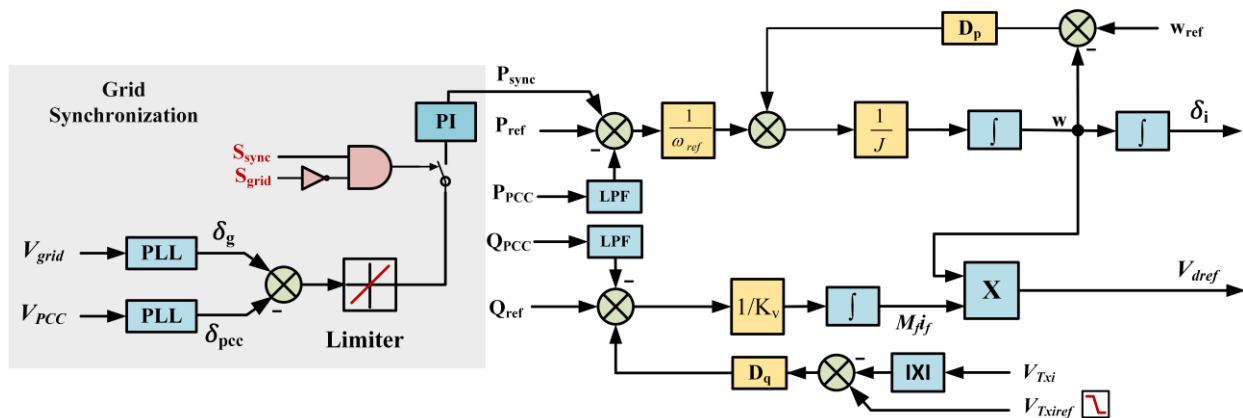 Grid
Synchronization
S_sync
S_grid
PI
V_grid
PLL
δ_g
V_PCC
PLL
δ_pcc
-
Limiter
P_sync
P_ref
-
P_PCC
LPF
1/ω_ref
D_p
-
w_ref
1/J
∫
w
∫
δ_i
Q_PCC
LPF
-
Q_ref
1/K_v
∫
M_f i_f
X
V_dref
D_q
-
|X|
V_Txi
V_Txiref